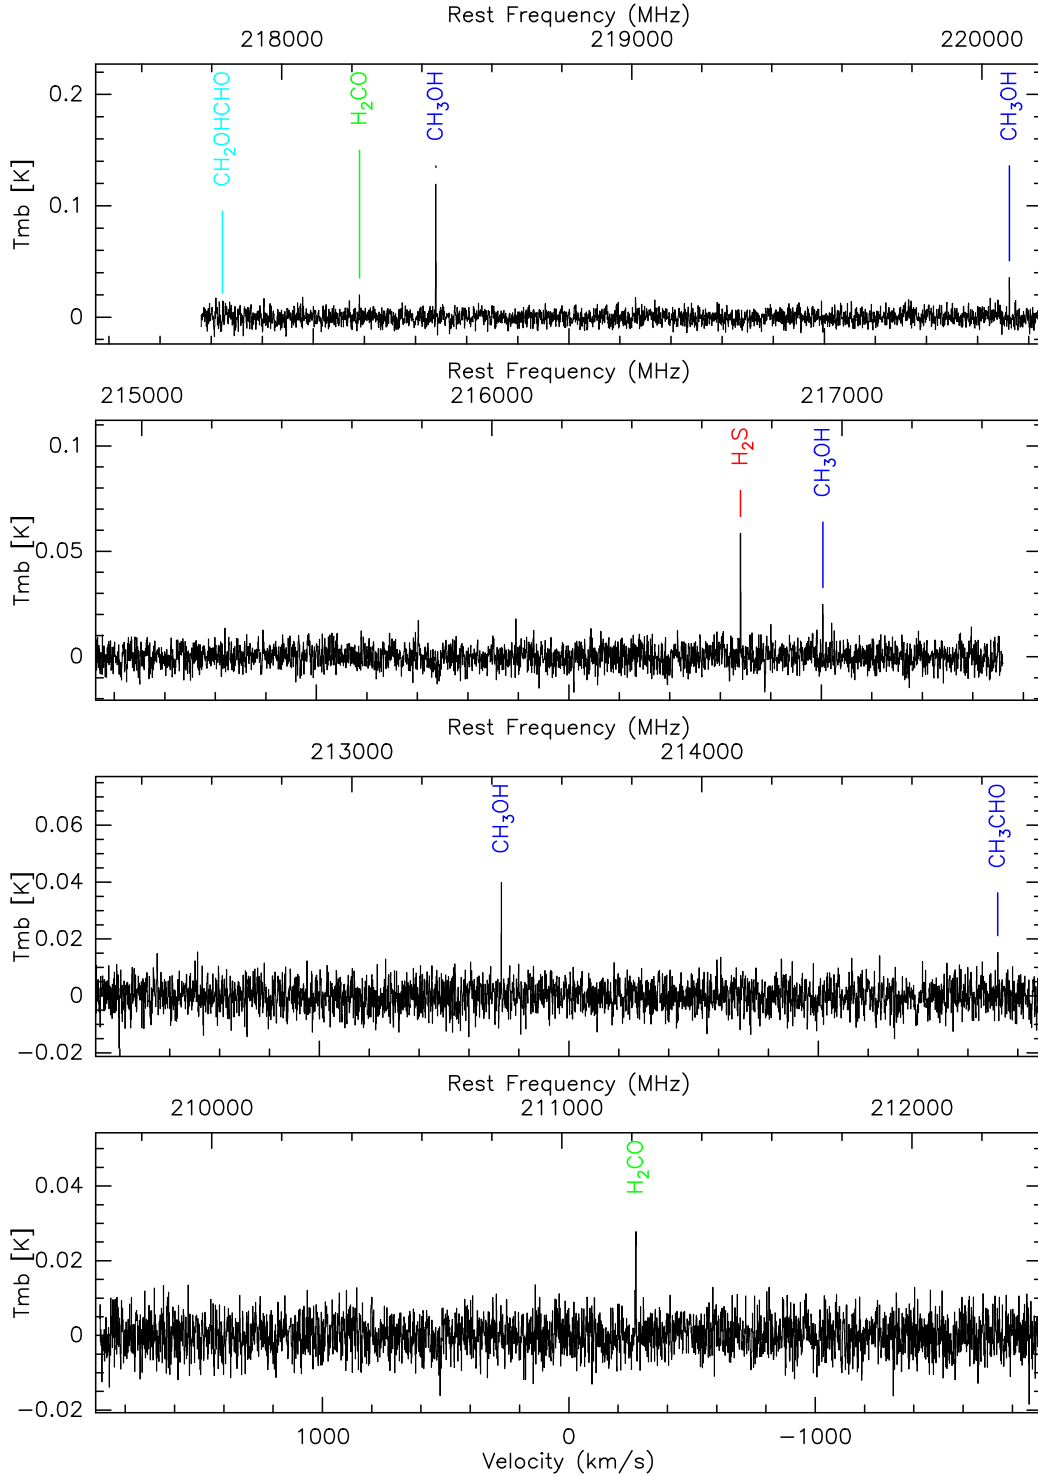 Rest Frequency (MHz)
218000 219000 220000
CH₂OHCHO H₂CO CH₃OH CH₃OH
0.2
0.1
0
Tmb [K]
Rest Frequency (MHz)
215000 216000 217000
H₂S CH₃OH
0.1
0.05
0
Tmb [K]
Rest Frequency (MHz)
213000 214000
CH₃OH CH₃CHO
0.06
0.04
0.02
0
−0.02
Tmb [K]
Rest Frequency (MHz)
210000 211000 212000
H₂CO
0.04
0.02
0
−0.02
Tmb [K]
1000 0 −1000
Velocity (km/s)